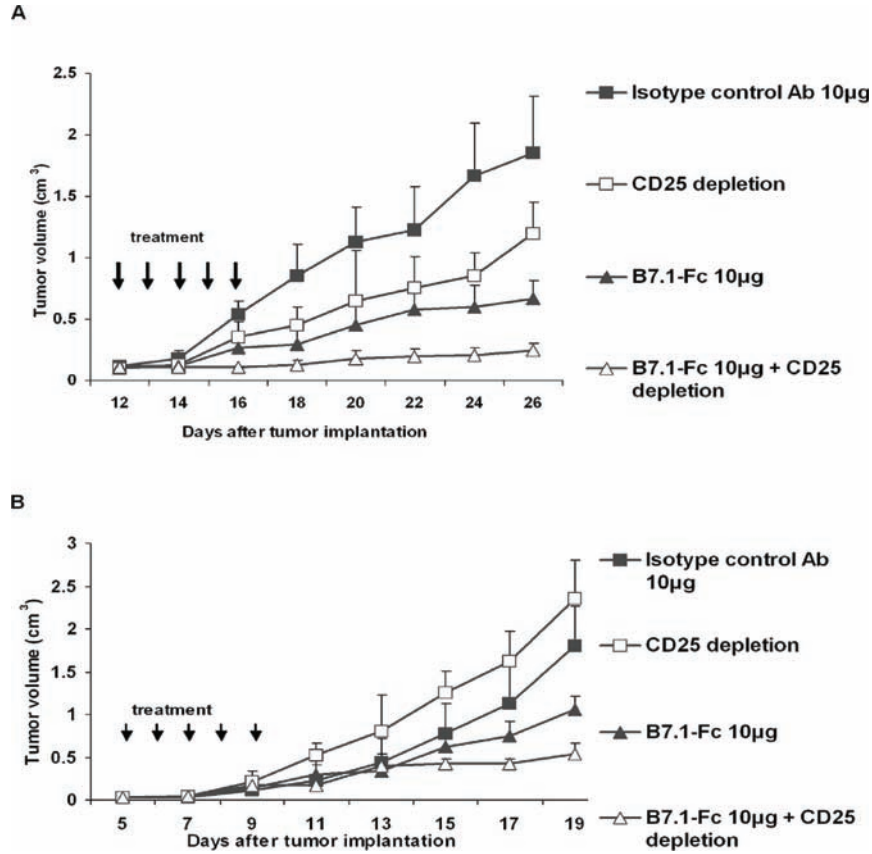 A
2.5
2
1.5
1
0.5
0
Tumor volume (cm 3)
treatment
12 14 16 18 20 22 24 26
Days after tumor implantation
Isotype control Ab 10µg
CD25 depletion
B7.1-Fc 10µg
B7.1-Fc 10µg + CD25
depletion
B
3
2.5
2
1.5
1
0.5
0
Tumor volume (cm 3)
treatment
5 7 9 11 13 15 17 19
Days after tumor implantation
Isotype control Ab
10µg
CD25 depletion
B7.1-Fc 10µg
B7.1-Fc 10µg + CD25
depletion